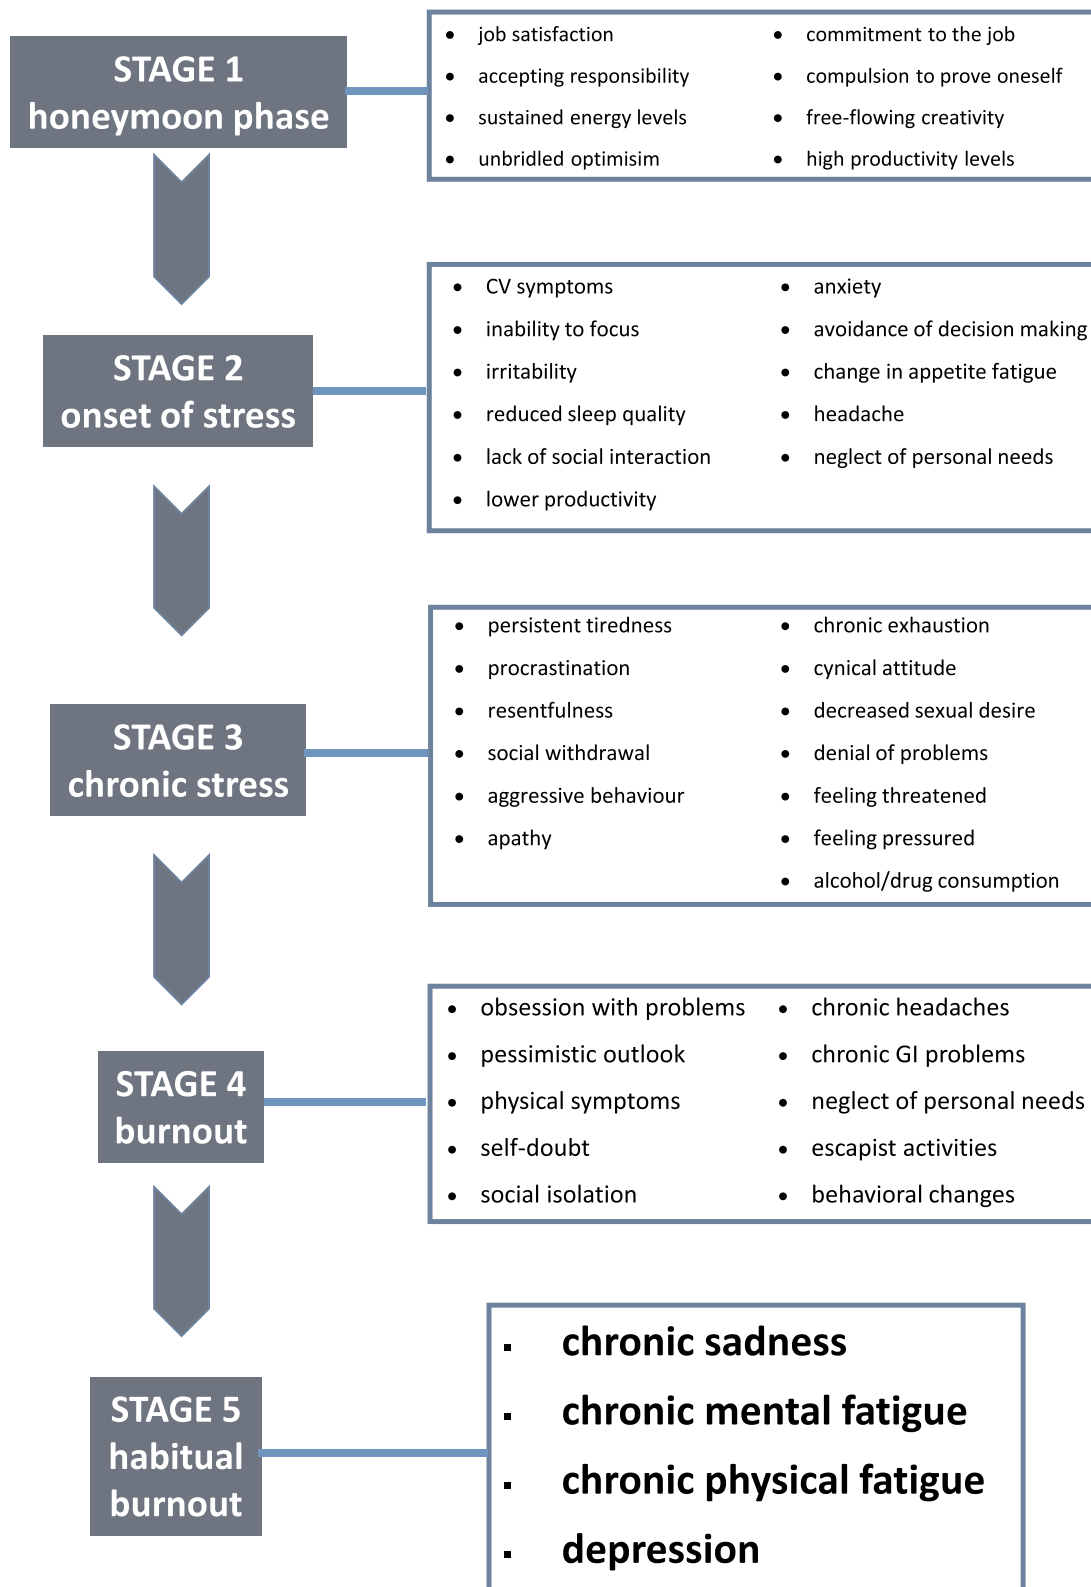 STAGE 1
honeymoon phase
• job satisfaction
• accepting responsibility
• sustained energy levels
• unbridled optimisim
• commitment to the job
• compulsion to prove oneself
• free-flowing creativity
• high productivity levels
STAGE 2
onset of stress
• CV symptoms
• inability to focus
• irritability
• reduced sleep quality
• lack of social interaction
• lower productivity
• anxiety
• avoidance of decision making
• change in appetite fatigue
• headache
• neglect of personal needs
STAGE 3
chronic stress
• persistent tiredness
• procrastination
• resentfulness
• social withdrawal
• aggressive behaviour
• apathy
• chronic exhaustion
• cynical attitude
• decreased sexual desire
• denial of problems
• feeling threatened
• feeling pressured
• alcohol/drug consumption
STAGE 4
burnout
• obsession with problems
• pessimistic outlook
• physical symptoms
• self-doubt
• social isolation
• chronic headaches
• chronic GI problems
• neglect of personal needs
• escapist activities
• behavioral changes
STAGE 5
habitual
burnout
▪ chronic sadness
▪ chronic mental fatigue
▪ chronic physical fatigue
▪ depression